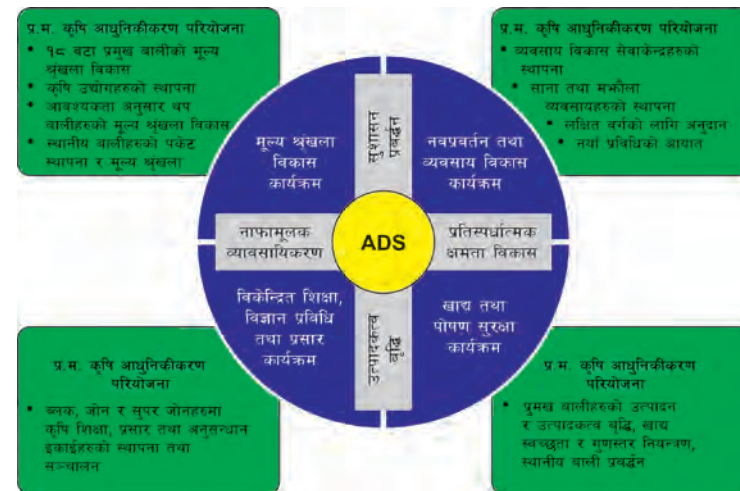 प्र.म. कृषि आधुनिकीकरण परियोजना
• १८ वटा प्रमुख बालीको मूल्य
श्रृंखला विकास
• कृषि उद्योगहरुको स्थापना
• आवश्यकता अनुसार थप
बालीहरुको मूल्य श्रृंखला विकास
• स्थानीय बालीहरुको पकेट
स्थापना र मूल्य श्रृंखला
प्र.म. कृषि आधुनिकीकरण परियोजना
• व्यवसाय विकास सेवाकेन्द्रहरुको
स्थापना
• साना तथा मझौला
व्यवसायहरुको स्थापना
• लक्षित वर्गको लागि अनुदान
• नयाँ प्रविधिको आयात
मूल्य श्रृंखला
विकास
कार्यक्रम
सुशासन
प्रवर्द्धन
नवप्रवर्तन तथा
व्यवसाय विकास
कार्यक्रम
नाफामूलक
व्यावसायिकरण
ADS
प्रतिस्पर्धात्मक
क्षमता विकास
विकेन्द्रित शिक्षा,
विज्ञान प्रविधि
तथा प्रसार
कार्यक्रम
उत्पादकत्व
बृद्धि
खाद्य तथा
पोषण सुरक्षा
कार्यक्रम
प्र.म. कृषि आधुनिकीकरण
परियोजना
• ब्लक, जोन र सुपर जोनहरुमा
कृषि शिक्षा, प्रसार तथा अनुसन्धान
इकाईहरुको स्थापना तथा
सञ्चालन
प्र.म. कृषि आधुनिकीकरण
परियोजना
• प्रुमख बालीहरुको उत्पादन
र उत्पादकत्व बृद्धि, खाद्य
स्वच्छता र गुणस्तर नियन्त्रण,
स्थानीय बाली प्रवर्द्धन